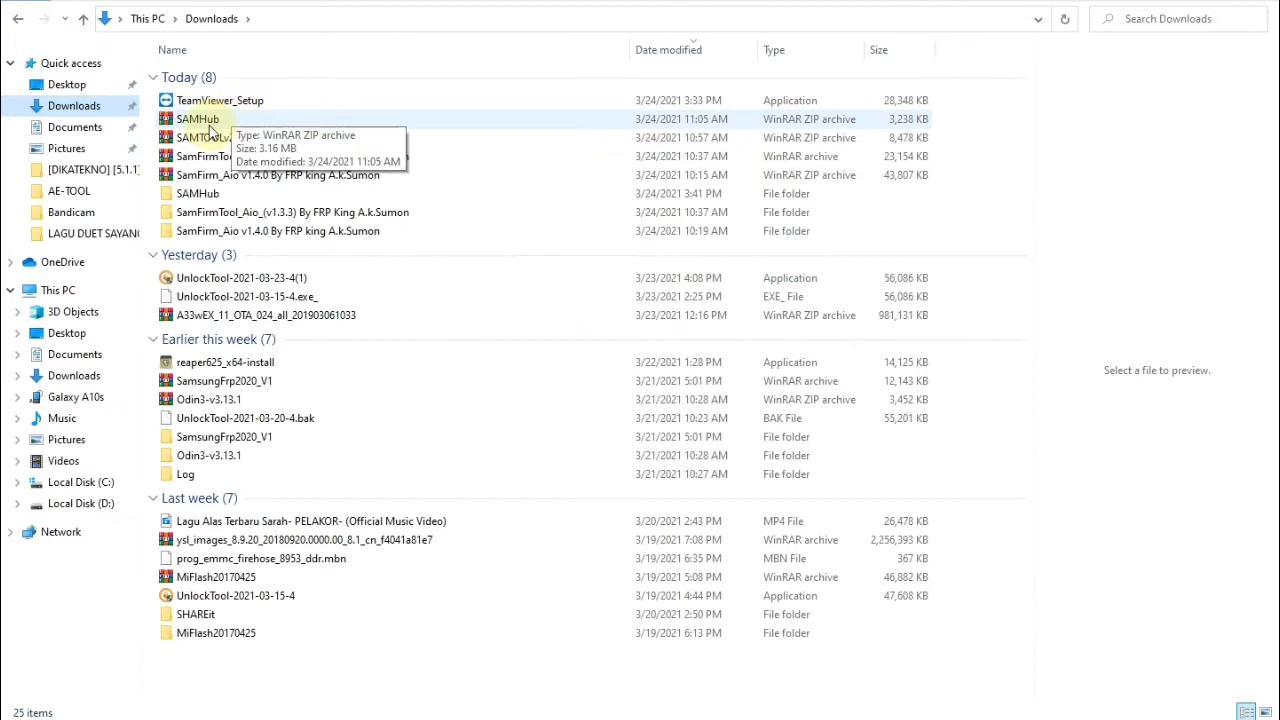 This PC > Downloads >
Search Downloads
Name Date modified Type Size
Quick access
Desktop
Downloads
Documents
Pictures
[DIKATEKNO] [5.1.1]
AE-TOOL
Bandicam
LAGU DUET SAYANG
OneDrive
This PC
3D Objects
Desktop
Documents
Downloads
Galaxy A10s
Music
Pictures
Videos
Local Disk (C:)
Local Disk (D:)
Network
Today (8)
TeamViewer_Setup 3/24/2021 3:33 PM Application 28,348 KB
SAMHub 3/24/2021 11:05 AM WinRAR ZIP archive 3,238 KB
3/24/2021 10:57 AM WinRAR ZIP archive 8,478 KB
3/24/2021 10:37 AM WinRAR ZIP archive 23,154 KB
SamFirm_Aio v1.4.0 By FRP king A.k.Sumon 3/24/2021 10:15 AM WinRAR ZIP archive 43,807 KB
SAMHub 3/24/2021 3:41 PM File folder
SamFirmTool_Aio_(v1.3.3) By FRP King A.k.Sumon 3/24/2021 10:37 AM File folder
SamFirm_Aio v1.4.0 By FRP king A.k.Sumon 3/24/2021 10:19 AM File folder
Type: WinRAR ZIP archive
Size: 3.16 MB
Date modified: 3/24/2021 11:05 AM
Yesterday (3)
UnlockTool-2021-03-23-4(1) 3/23/2021 4:08 PM Application 56,086 KB
UnlockTool-2021-03-15-4.exe_ 3/23/2021 2:25 PM EXE_ File 56,086 KB
A33wEX_11_OTA_024_all_201903061033 3/23/2021 12:16 PM WinRAR ZIP archive 981,131 KB
Earlier this week (7)
reaper625_x64-install 3/22/2021 1:28 PM Application 14,125 KB
SamsungFrp2020_V1 3/21/2021 5:01 PM WinRAR archive 12,143 KB
Odin3-v3.13.1 3/21/2021 10:28 AM WinRAR ZIP archive 3,452 KB
UnlockTool-2021-03-20-4.bak 3/21/2021 10:23 AM BAK File 55,201 KB
SamsungFrp2020_V1 3/21/2021 5:01 PM File folder
Odin3-v3.13.1 3/21/2021 10:28 AM File folder
Log 3/21/2021 10:27 AM File folder
Last week (7)
Lagu Alas Terbaru Sarah- PELAKOR- (Official Music Video) 3/20/2021 2:43 PM MP4 File 26,478 KB
ysl_images_8.9.20_20180920.0000.00_8.1_cn_f4041a81e7 3/19/2021 7:08 PM WinRAR archive 2,256,393 KB
prog_emmc_firehose_8953_ddr.mbn 3/19/2021 6:35 PM MBN File 367 KB
MiFlash20170425 3/19/2021 5:08 PM WinRAR archive 46,882 KB
UnlockTool-2021-03-15-4 3/19/2021 4:44 PM Application 47,608 KB
SHAREit 3/20/2021 2:50 PM File folder
MiFlash20170425 3/19/2021 6:13 PM File folder
Select a file to preview.
25 items